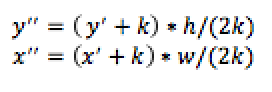 y″ = (y′ + k) * h/(2k)
x″ = (x′ + k) * w/(2k)